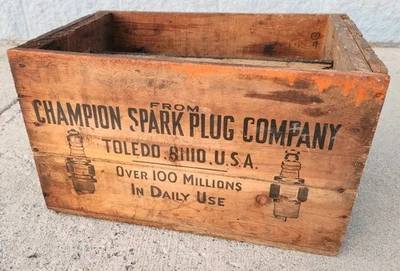 FROM
CHAMPION SPARK PLUG COMPANY
TOLEDO, OHIO, U.S.A.
OVER 100 MILLIONS
IN DAILY USE